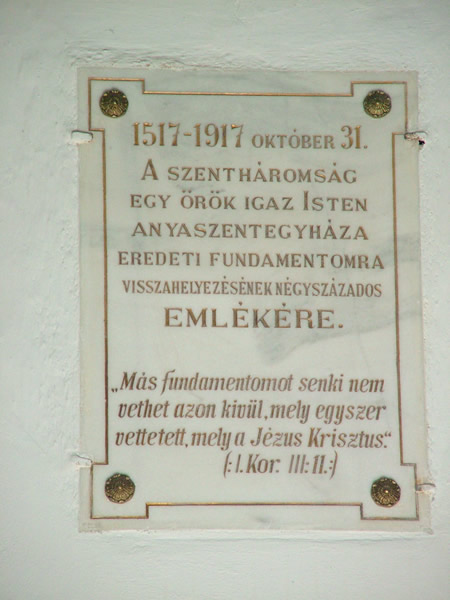 1517-1917 OKTÓBER 31.
A SZENTHÁROMSÁG
EGY ÖRÖK IGAZ ISTEN
ANYASZENTEGYHÁZA
EREDETI FUNDAMENTOMRA
VISSZAHELYEZÉSÉNEK NÉGYSZÁZADOS
EMLÉKÉRE.
„Más fundamentomot senki nem
vethet azon kivül, mely egyszer
vettetett, mely a Jézus Krisztus."
(:I. Kor. III:11.:)